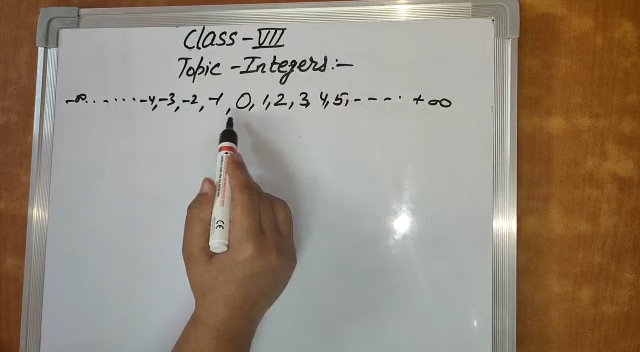 Class-VII
Topic-Integers:-
-∞.......-4,-3,-2,-1,0,1,2,3,4,5,----·+∞